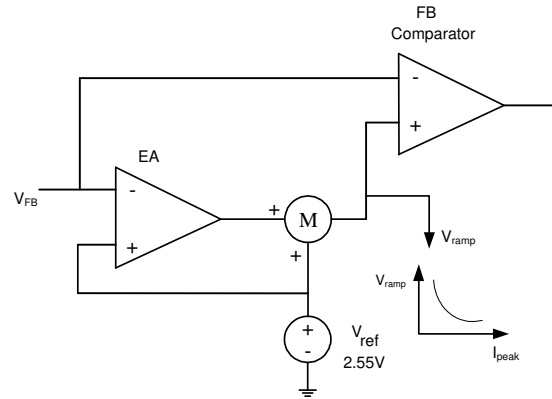 FB
Comparator
-
+
EA
VFB
-
+
+
M
+
Vramp
+
-
Vref
2.55V
Vramp
Ipeak